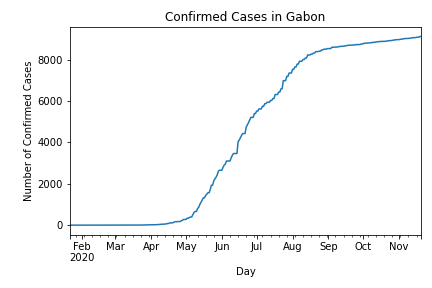 Confirmed Cases in Gabon
Number of Confirmed Cases
8000
6000
4000
2000
0
Feb Mar Apr May Jun Jul Aug Sep Oct Nov
2020
Day